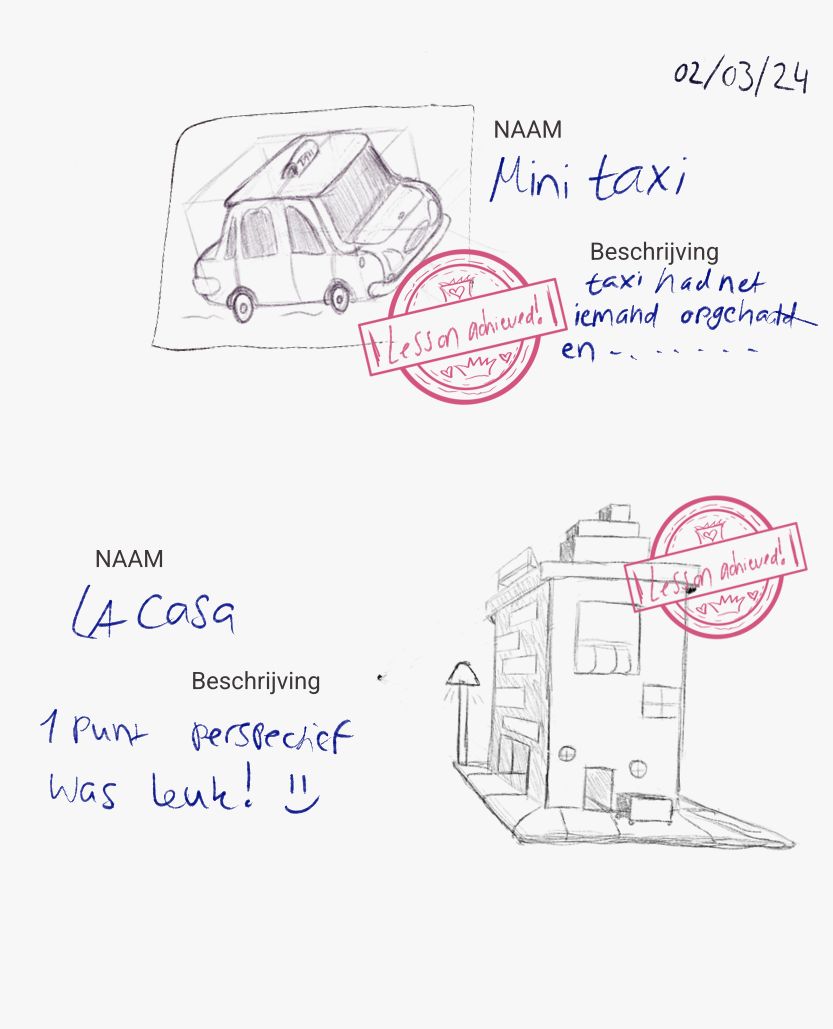 02/03/24
TAXI
NAAM
Mini taxi
Beschrijving
taxi had net
iemand opgehaald
en -......
Lesson achieved!
Lesson achieved!
NAAM
LA Casa
Beschrijving
1 punt perspectief
was leuk! :)